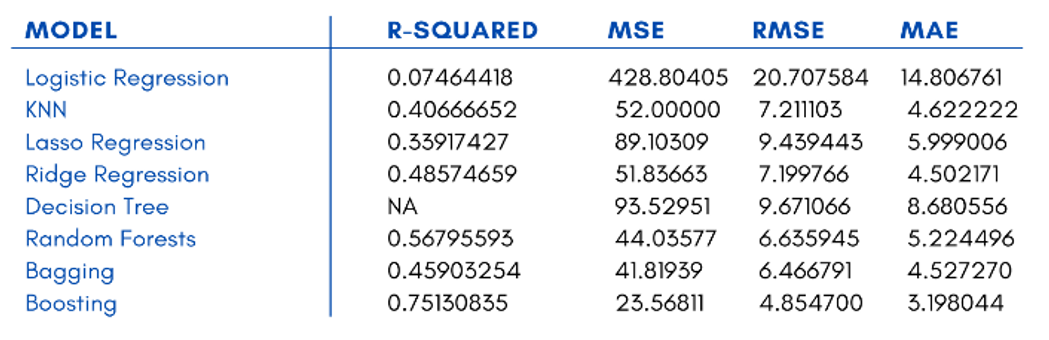 MODEL R-SQUARED MSE RMSE MAE
Logistic Regression 0.07464418 428.80405 20.707584 14.806761
KNN 0.40666652 52.00000 7.211103 4.622222
Lasso Regression 0.33917427 89.10309 9.439443 5.999006
Ridge Regression 0.48574659 51.83663 7.199766 4.502171
Decision Tree NA 93.52951 9.671066 8.680556
Random Forests 0.56795593 44.03577 6.635945 5.224496
Bagging 0.45903254 41.81939 6.466791 4.527270
Boosting 0.75130835 23.56811 4.854700 3.198044